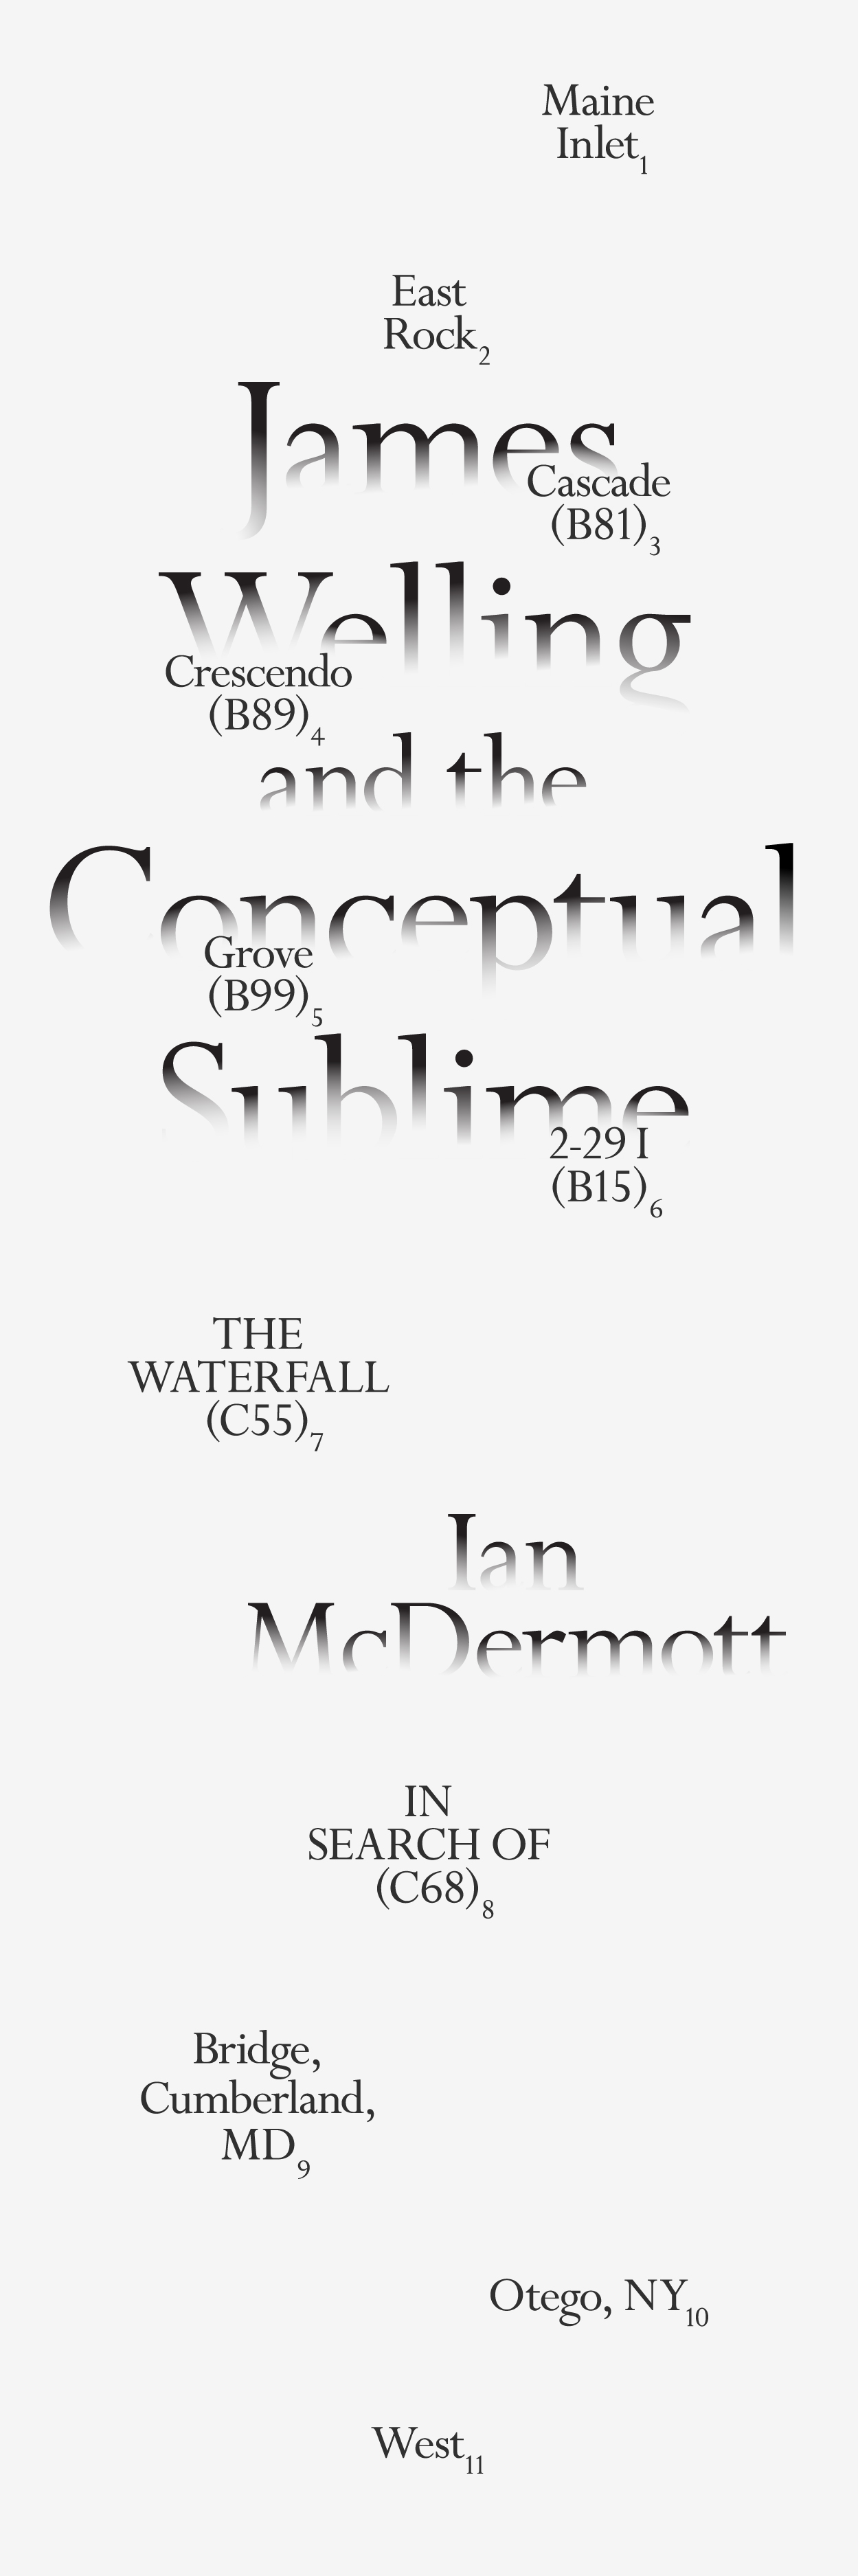 Maine
Inlet1
East
Rock2
James
Cascade
(B81)3
Welling
Crescendo
(B89)4
and the
Conceptual
Grove
(B99)5
Sublime
2-29 I
(B15)6
THE
WATERFALL
(C55)7
Ian
McDermott
IN
SEARCH OF
(C68)8
Bridge,
Cumberland,
MD9
Otego, NY10
West11